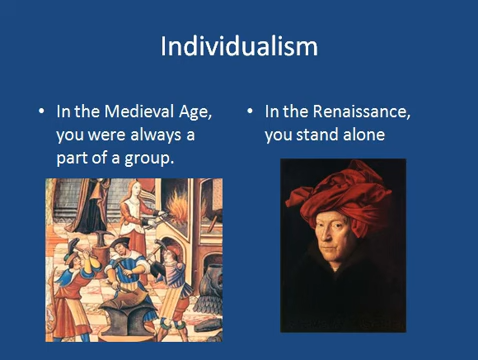 Individualism
• In the Medieval Age,
you were always a
part of a group.
• In the Renaissance,
you stand alone